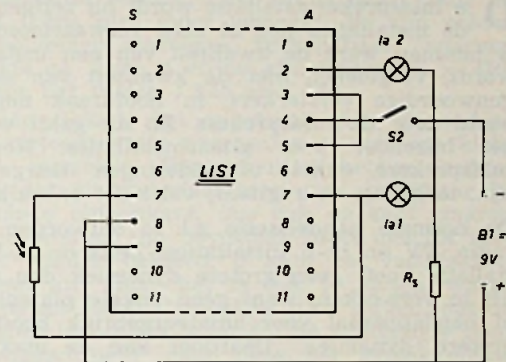 S A
1 1
2 2 la 2
3 3
4 4 S2
5 5
6 6
LIS1
7 7 la1
8 8 B1 =
9 9 9V
10 10 Rs +
11 11